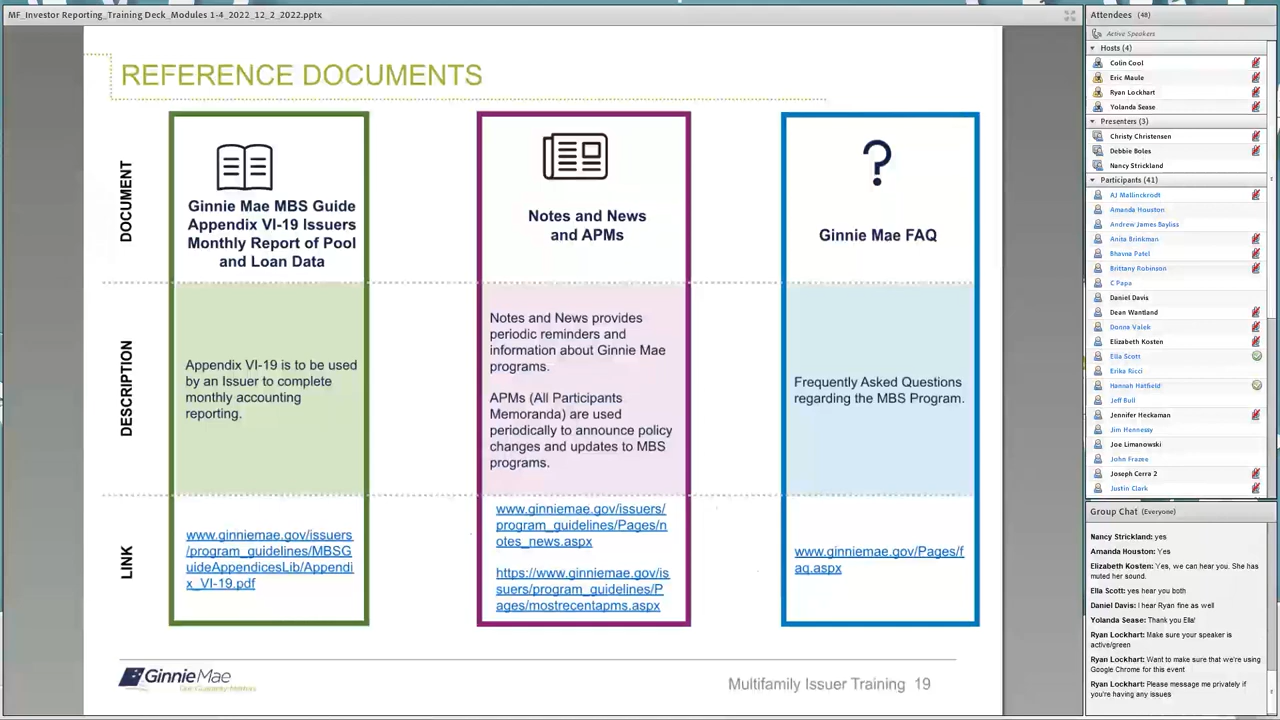 MF_Investor Reporting_Training Deck_Modules 1-4_2022_12_2_2022.pptx
REFERENCE DOCUMENTS
DOCUMENT
Ginnie Mae MBS Guide
Appendix VI-19 Issuers
Monthly Report of Pool
and Loan Data
Notes and News
and APMs
Ginnie Mae FAQ
DESCRIPTION
Appendix VI-19 is to be used
by an Issuer to complete
monthly accounting
reporting.
Notes and News provides
periodic reminders and
information about Ginnie Mae
programs.
APMs (All Participants
Memoranda) are used
periodically to announce policy
changes and updates to MBS
programs.
Frequently Asked Questions
regarding the MBS Program.
LINK
www.ginniemae.gov/issuers
/program_guidelines/MBSG
uideAppendicesLib/Appendi
x_VI-19.pdf
www.ginniemae.gov/issuers/
program_guidelines/Pages/n
otes_news.aspx
https://www.ginniemae.gov/is
suers/program_guidelines/P
ages/mostrecentapms.aspx
www.ginniemae.gov/Pages/f
aq.aspx
GinnieMae
Multifamily Issuer Training 19
Attendees (48)
Active Speakers
Hosts (4)
Colin Cool
Eric Maule
Ryan Lockhart
Yolanda Sease
Presenters (3)
Christy Christensen
Debbie Boles
Nancy Strickland
Participants (41)
AJ Mallinckrodt
Amanda Houston
Andrew James Bayliss
Anita Brinkman
Bhavna Patel
Brittany Robinson
C Papa
Daniel Davis
Dean Wantland
Donna Valek
Elizabeth Kosten
Ella Scott
Erika Ricci
Hannah Hatfield
Jeff Bull
Jennifer Heckaman
Jim Hennessy
Joe Limanowski
John Frazee
Joseph Cerra 2
Justin Clark
Group Chat (Everyone)
Nancy Strickland: yes
Amanda Houston: Yes
Elizabeth Kosten: Yes, we can hear you. She has
muted her sound.
Ella Scott: yes hear you both
Daniel Davis: I hear Ryan fine as well
Yolanda Sease: Thank you Ella!
Ryan Lockhart: Make sure your speaker is
active/green
Ryan Lockhart: Want to make sure that we're using
Google Chrome for this event
Ryan Lockhart: Please message me privately if
you're having any issues